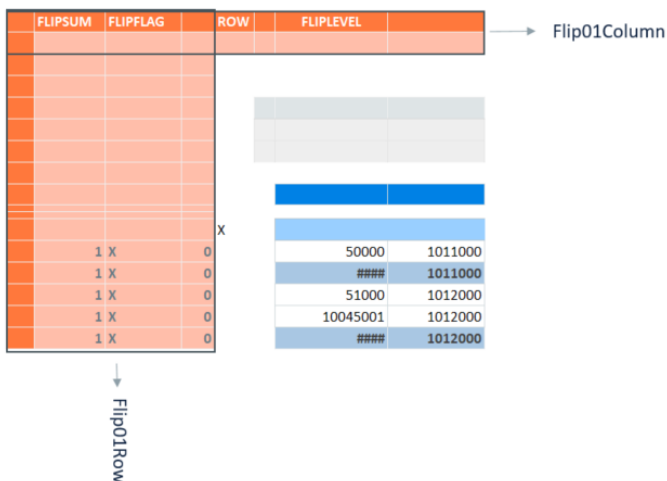 FLIPSUM FLIPFLAG ROW FLIPLEVEL
Flip01Column
X
1 X 0 50000 1011000
1 X 0 #### 1011000
1 X 0 51000 1012000
1 X 0 10045001 1012000
1 X 0 #### 1012000
Flip01Row